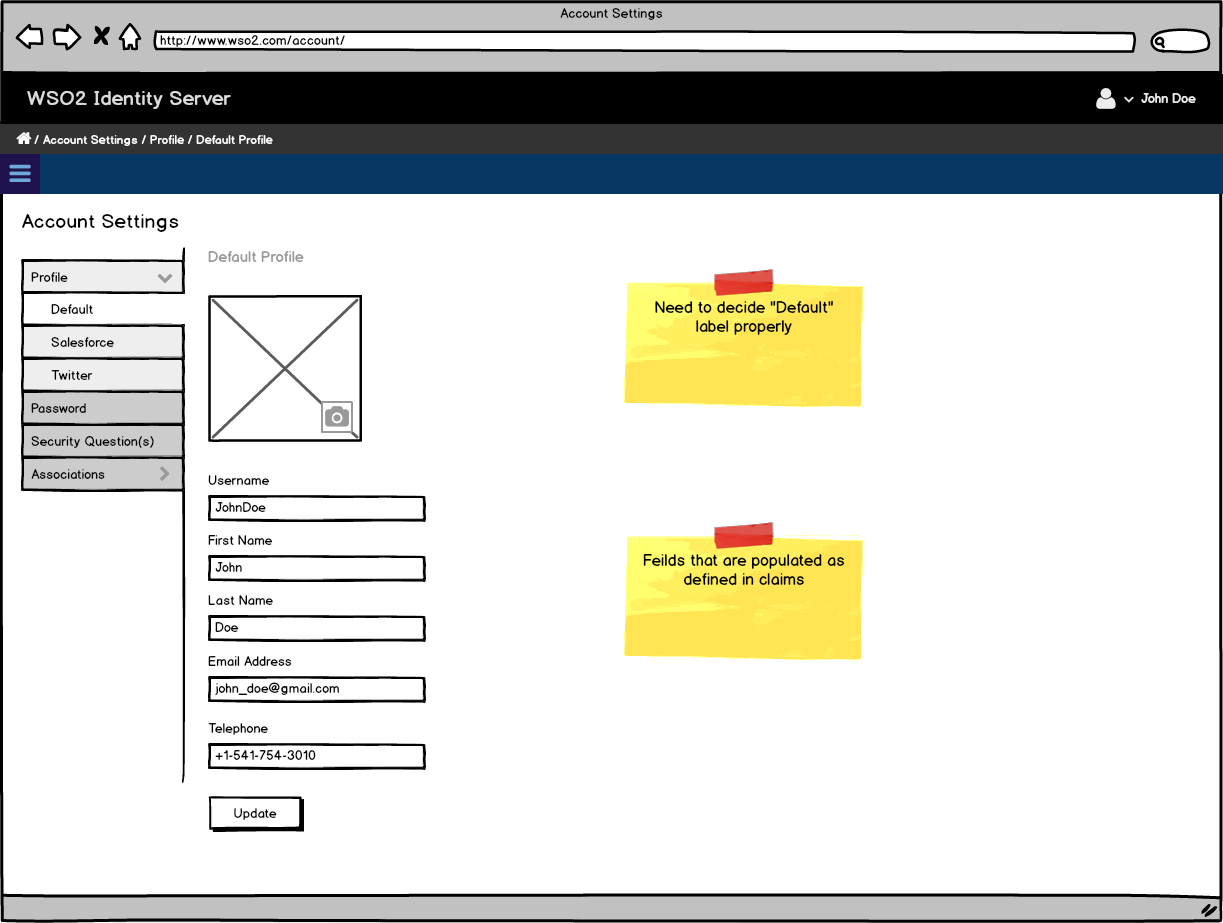 Account Settings
http://www.wso2.com/account/
WSO2 Identity Server
John Doe
/ Account Settings / Profile / Default Profile
Account Settings
Profile
Default
Salesforce
Twitter
Password
Security Question(s)
Associations
Default Profile
Username
JohnDoe
First Name
John
Last Name
Doe
Email Address
john_doe@gmail.com
Telephone
+1-541-754-3010
Update
Need to decide "Default"
label properly
Feilds that are populated as
defined in claims